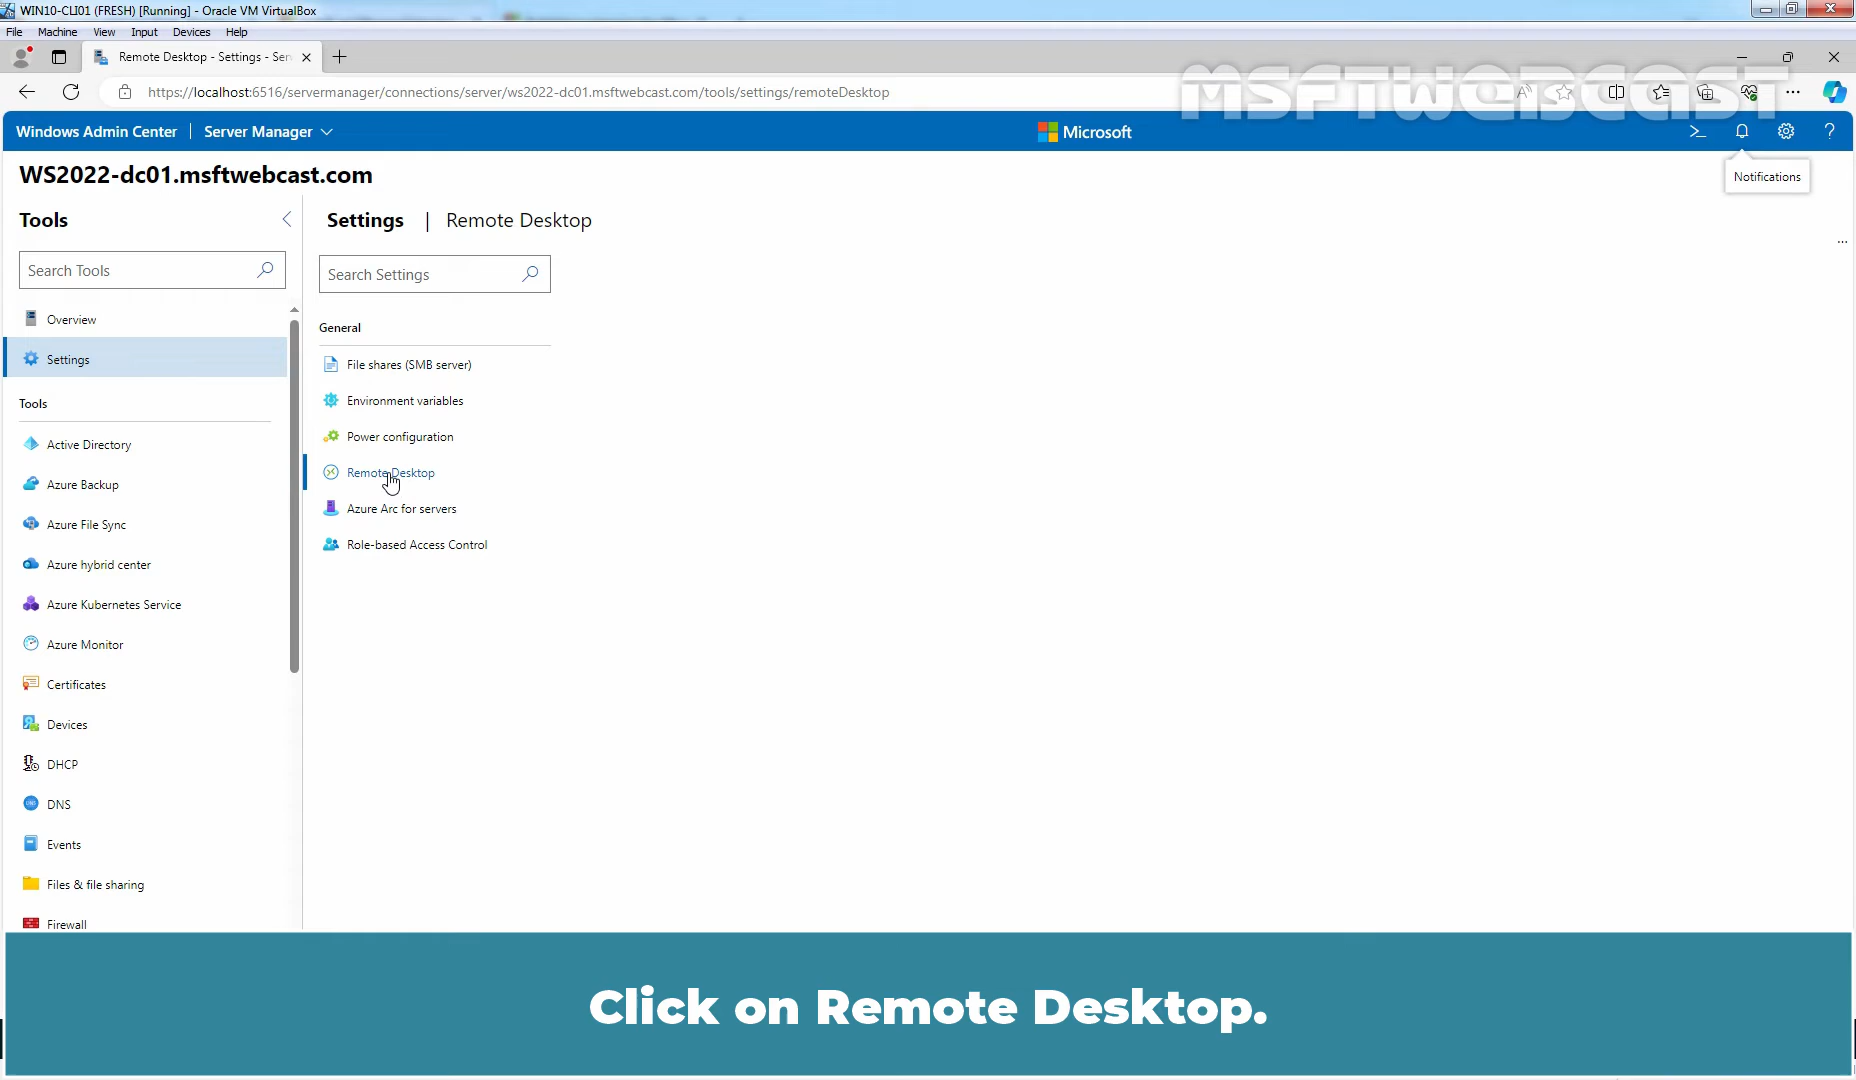 WIN10-CLI01 (FRESH) [Running] - Oracle VM VirtualBox
File Machine View Input Devices Help
Remote Desktop - Settings - Ser
https://localhost:6516/servermanager/connections/server/ws2022-dc01.msftwebcast.com/tools/settings/remoteDesktop
MSFTWEBCAST
Windows Admin Center | Server Manager
Microsoft
WS2022-dc01.msftwebcast.com
Notifications
Tools
Settings | Remote Desktop
Search Tools
Search Settings
Overview
Settings
Tools
Active Directory
Azure Backup
Azure File Sync
Azure hybrid center
Azure Kubernetes Service
Azure Monitor
Certificates
Devices
DHCP
DNS
Events
Files & file sharing
Firewall
General
File shares (SMB server)
Environment variables
Power configuration
Remote Desktop
Azure Arc for servers
Role-based Access Control
Click on Remote Desktop.